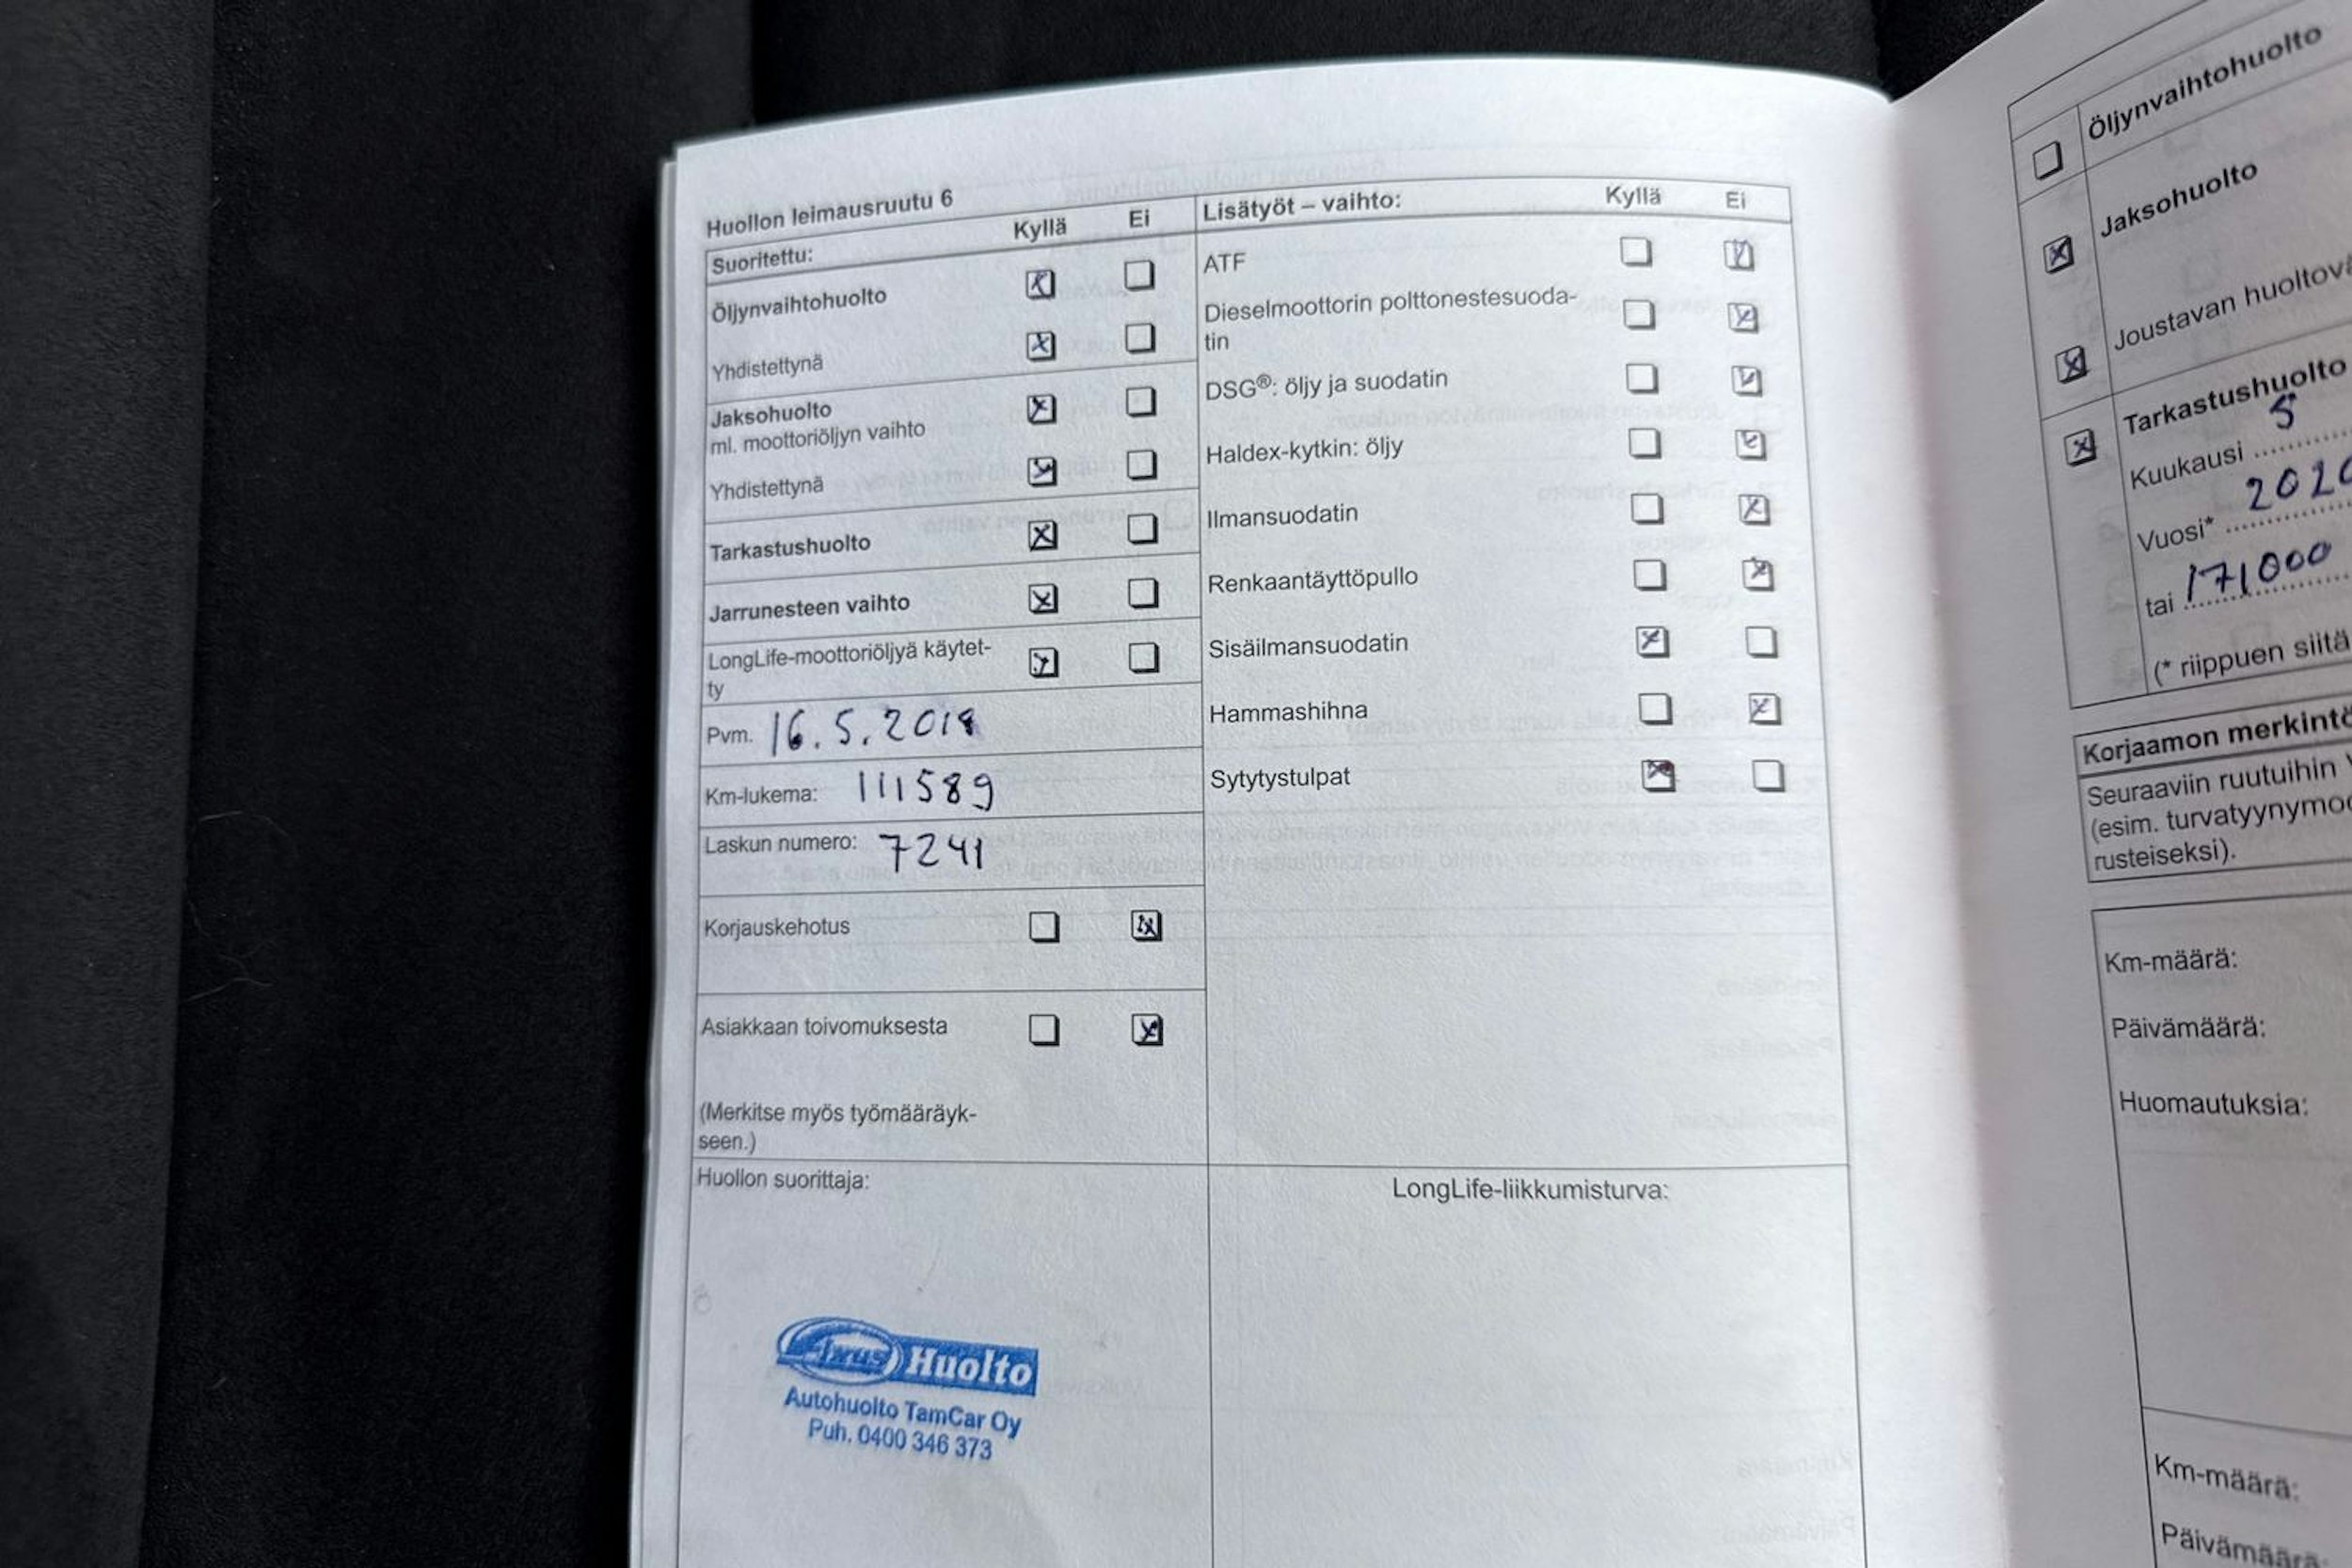 Huollon leimausruutu 6
Suoritettu: Kyllä Ei
Öljynvaihtohuolto
Yhdistettynä
Jaksohuolto
ml. moottoriöljyn vaihto
Yhdistettynä
Tarkastushuolto
Jarrunesteen vaihto
LongLife-moottoriöljyä käytet-
ty
Pvm. 16.5.2018
Km-lukema: 111589
Laskun numero: 7241
Korjauskehotus
Asiakkaan toivomuksesta
(Merkitse myös työmääräyk-
seen.)
Huollon suorittaja:
Fixus Huolto
Autohuolto TamCar Oy
Puh. 0400 346 373
Lisätyöt – vaihto: Kyllä Ei
ATF
Dieselmoottorin polttonestesuoda-
tin
DSG®: öljy ja suodatin
Haldex-kytkin: öljy
Ilmansuodatin
Renkaantäyttöpullo
Sisäilmansuodatin
Hammashihna
Sytytystulpat
LongLife-liikkumisturva:
Öljynvaihtohuolto
Jaksohuolto
Joustavan
Tarkastushuolto
Kuukausi 5
Vuosi* 2020
tai 171000
(* riippuen siitä
Korjaamon
Seuraaviin ruutuihin
(esim.
rusteiseksi).
Km-määrä:
Päivämäärä:
Huomautuksia:
Km-määrä:
Päivämäärä